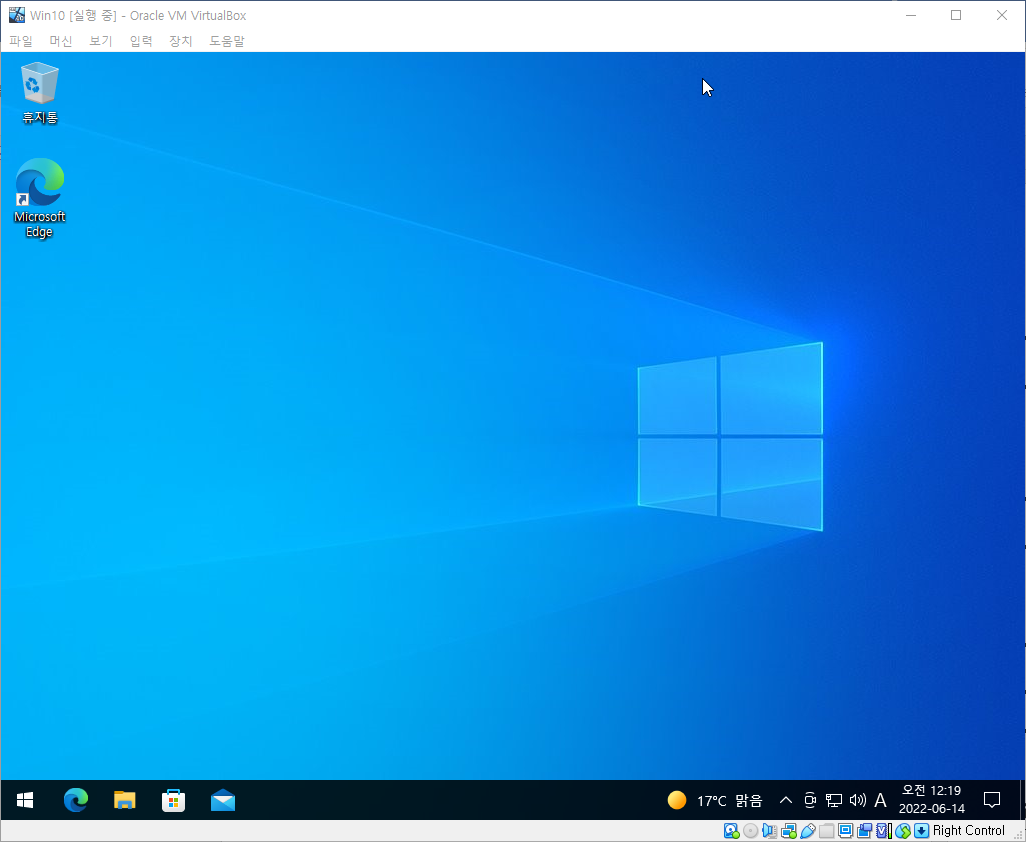 Win10 [실행 중] - Oracle VM VirtualBox
파일 머신 보기 입력 장치 도움말
휴지통
Microsoft
Edge
17°C 맑음
A
오전 12:19
2022-06-14
Right Control